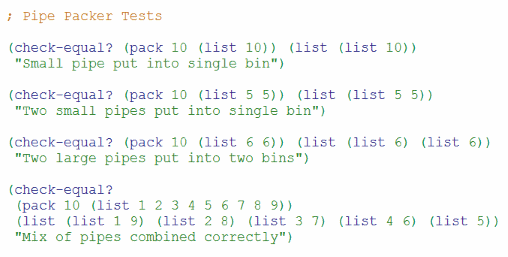 ; Pipe Packer Tests
(check-equal? (pack 10 (list 10)) (list (list 10))
"Small pipe put into single bin")
(check-equal? (pack 10 (list 5 5)) (list (list 5 5))
"Two small pipes put into single bin")
(check-equal? (pack 10 (list 6 6)) (list (list 6) (list 6))
"Two large pipes put into two bins")
(check-equal?
(pack 10 (list 1 2 3 4 5 6 7 8 9))
(list (list 1 9) (list 2 8) (list 3 7) (list 4 6) (list 5))
"Mix of pipes combined correctly")